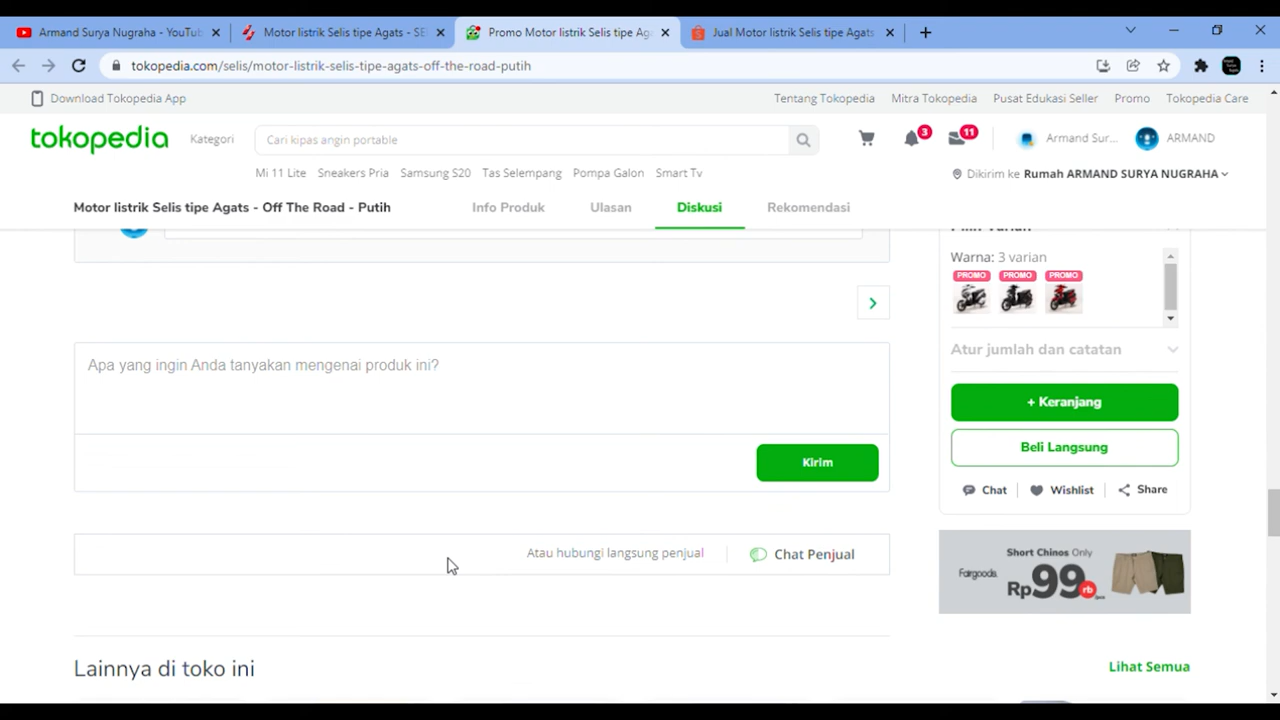 Armand Surya Nugraha - YouTub
Motor listrik Selis tipe Agats - SE
Promo Motor listrik Selis tipe Aga
Jual Motor listrik Selis tipe Agats
tokopedia.com/selis/motor-listrik-selis-tipe-agats-off-the-road-putih
Download Tokopedia App
Tentang Tokopedia
Mitra Tokopedia
Pusat Edukasi Seller
Promo
Tokopedia Care
tokopedia
Kategori
Cari kipas angin portable
3
11
Armand Sur...
ARMAND
Mi 11 Lite
Sneakers Pria
Samsung S20
Tas Selempang
Pompa Galon
Smart Tv
Dikirim ke Rumah ARMAND SURYA NUGRAHA
Motor listrik Selis tipe Agats - Off The Road - Putih
Info Produk
Ulasan
Diskusi
Rekomendasi
Warna: 3 varian
PROMO
PROMO
PROMO
Atur jumlah dan catatan
+ Keranjang
Beli Langsung
Chat
Wishlist
Share
Apa yang ingin Anda tanyakan mengenai produk ini?
Kirim
Atau hubungi langsung penjual
Chat Penjual
Short Chinos Only
Fairgoods.
Rp99rb
Lainnya di toko ini
Lihat Semua